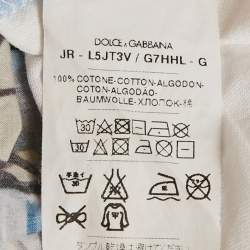 DOLCE & GABBANA
JR - L5JT3V / G7HHL - G
100% COTONE-COTTON-ALGODON-
COTON-ALGODÃO-
BAUMWOLLE-ХЛОПОК-棉
30
30